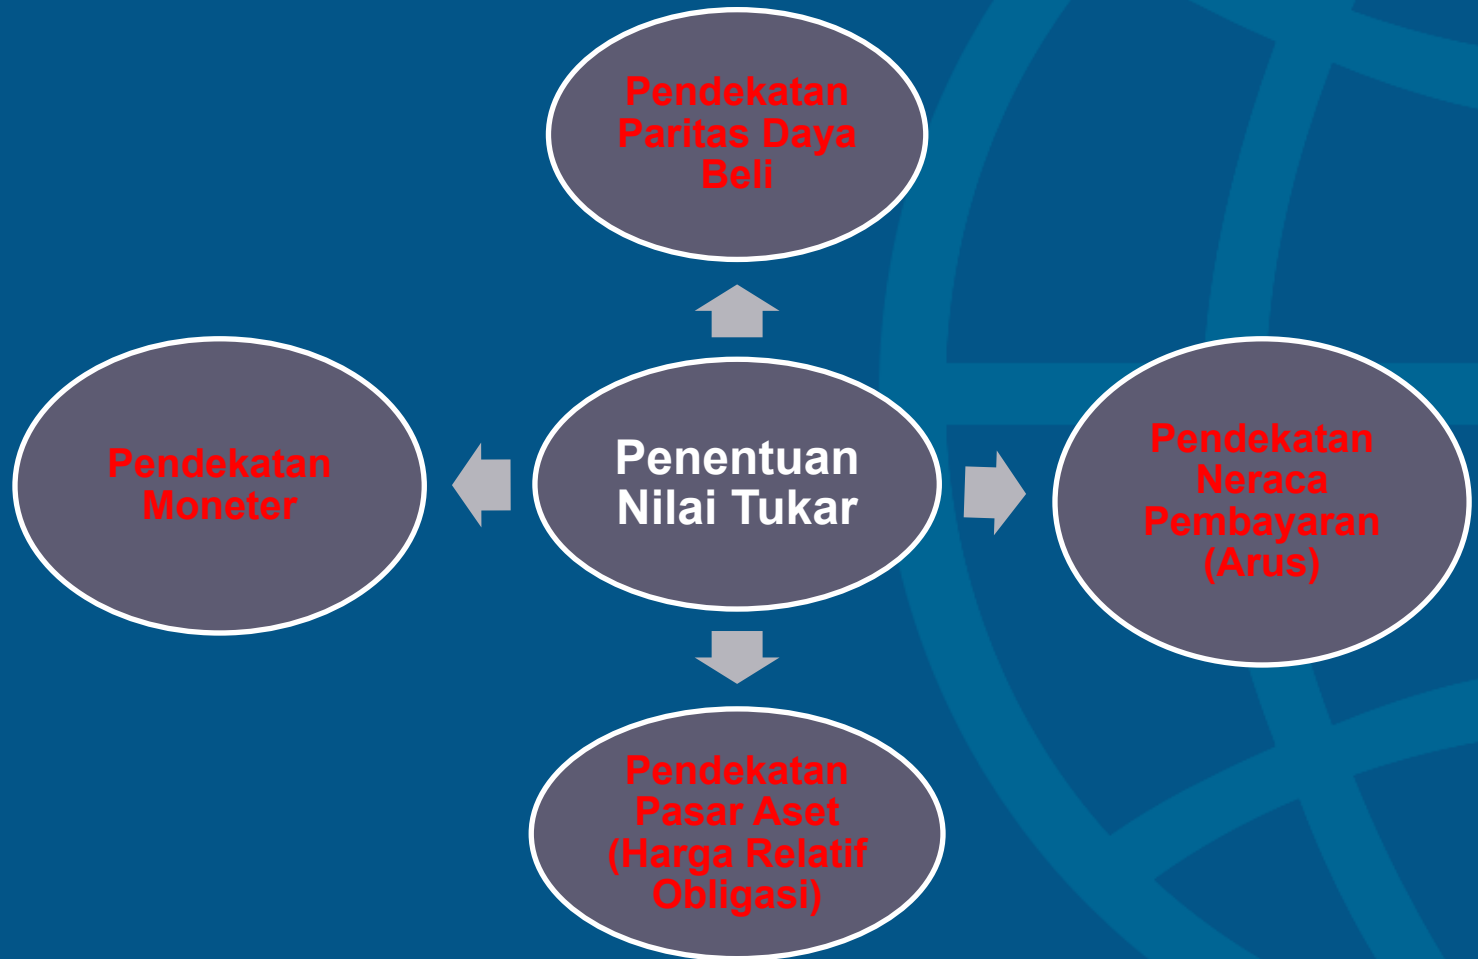 Pendekatan
Paritas Daya
Beli
Pendekatan
Moneter
Penentuan
Nilai Tukar
Pendekatan
Neraca
Pembayaran
(Arus)
Pendekatan
Pasar Aset
(Harga Relatif
Obligasi)